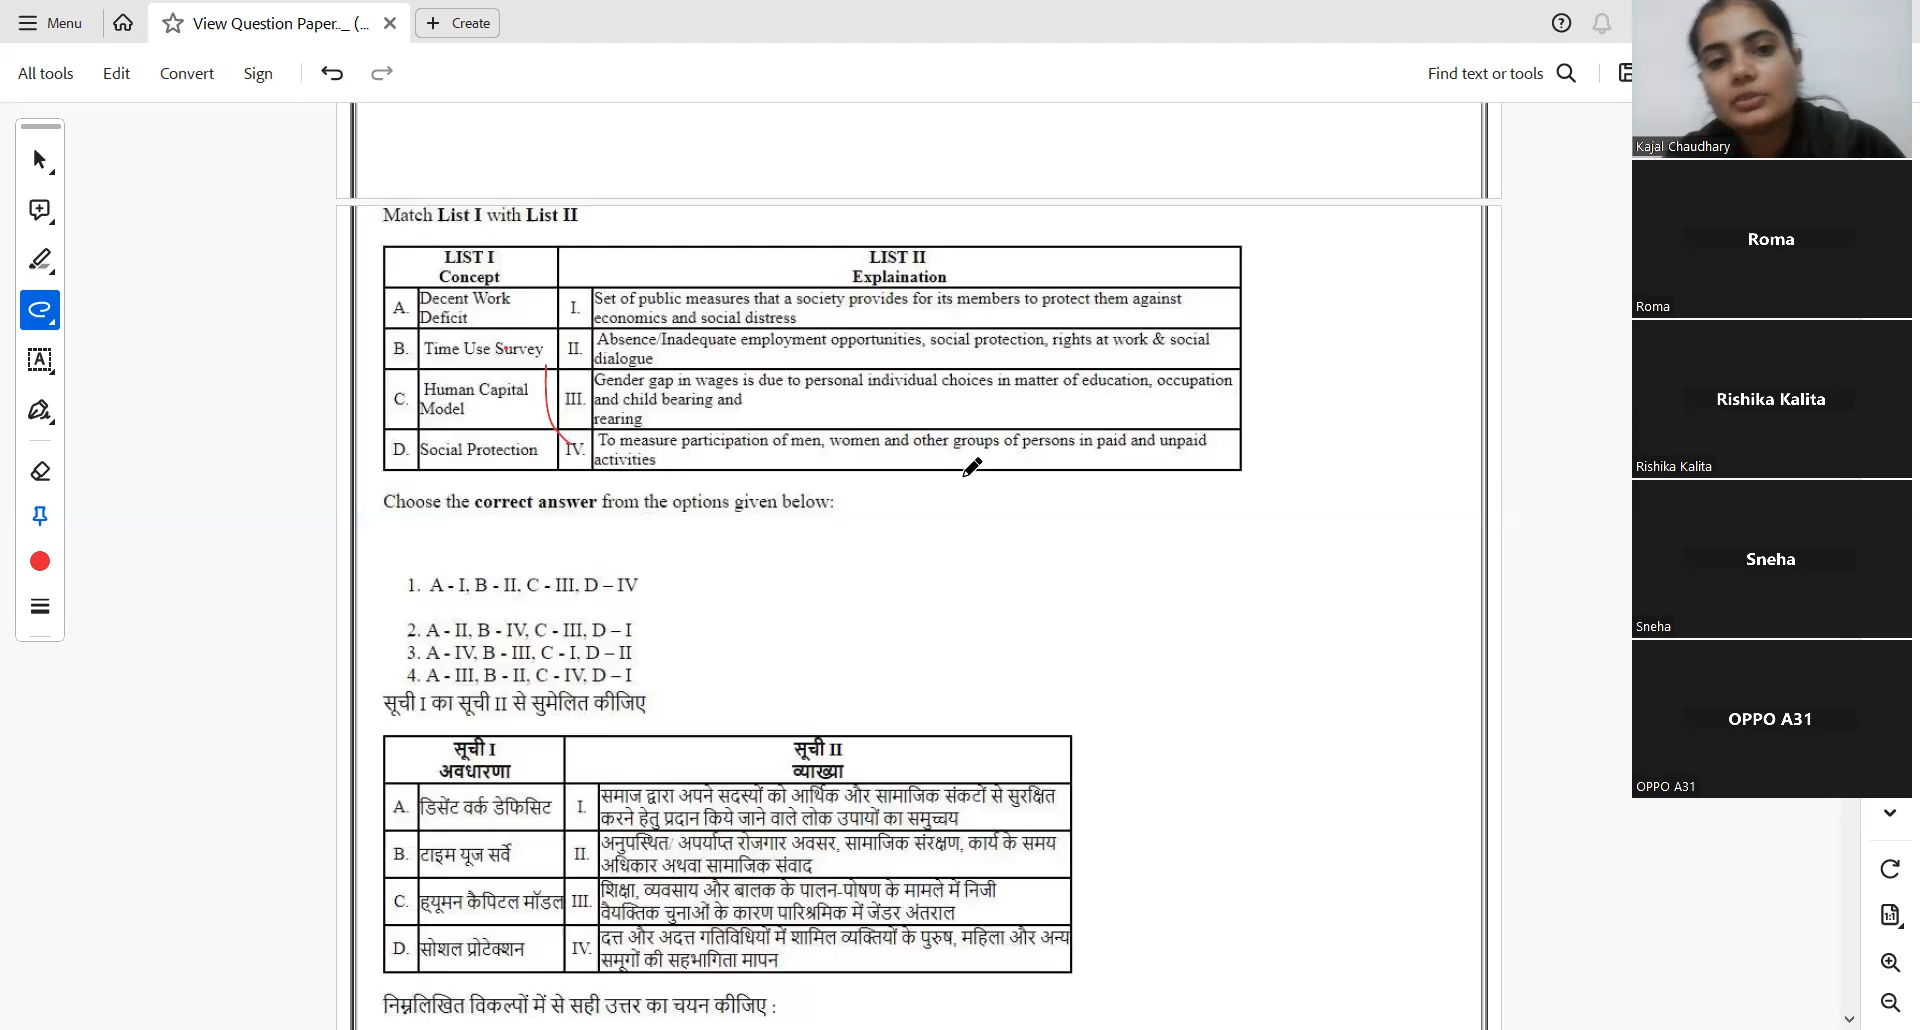 Menu
View Question Paper.._ (...
Create
All tools
Edit
Convert
Sign
Find text or tools
Match List I with List II
LIST I
Concept
LIST II
Explaination
A. Decent Work Deficit
I. Set of public measures that a society provides for its members to protect them against
economics and social distress
B. Time Use Survey
II. Absence/Inadequate employment opportunities, social protection, rights at work & social
dialogue
C. Human Capital Model
III. Gender gap in wages is due to personal individual choices in matter of education, occupation
and child bearing and
rearing
D. Social Protection
IV. To measure participation of men, women and other groups of persons in paid and unpaid
activities
Choose the correct answer from the options given below:
1. A - I, B - II, C - III, D – IV
2. A - II, B - IV, C - III, D – I
3. A - IV, B - III, C - I, D – II
4. A - III, B - II, C - IV, D – I
सूची I का सूची II से सुमेलित कीजिए
सूची I
अवधारणा
सूची II
व्याख्या
A. डिसेंट वर्क डेफिसिट
I. समाज द्वारा अपने सदस्यों को आर्थिक और सामाजिक संकटों से सुरक्षित
करने हेतु प्रदान किये जाने वाले लोक उपायों का समुच्चय
B. टाइम यूज सर्वे
II. अनुपस्थित/ अपर्याप्त रोजगार अवसर, सामाजिक संरक्षण, कार्य के समय
अधिकार अथवा सामाजिक संवाद
C. ह्यूमन कैपिटल मॉडल
III. शिक्षा, व्यवसाय और बालक के पालन-पोषण के मामले में निजी
वैयक्तिक चुनाओं के कारण पारिश्रमिक में जेंडर अंतराल
D. सोशल प्रोटेक्शन
IV. दत्त और अदत्त गतिविधियों में शामिल व्यक्तियों के पुरुष, महिला और अन्य
समूगों की सहभागिता मापन
निम्नलिखित विकल्पों में से सही उत्तर का चयन कीजिए :
Kajal Chaudhary
Roma
Roma
Rishika Kalita
Rishika Kalita
Sneha
Sneha
OPPO A31
OPPO A31
1:1